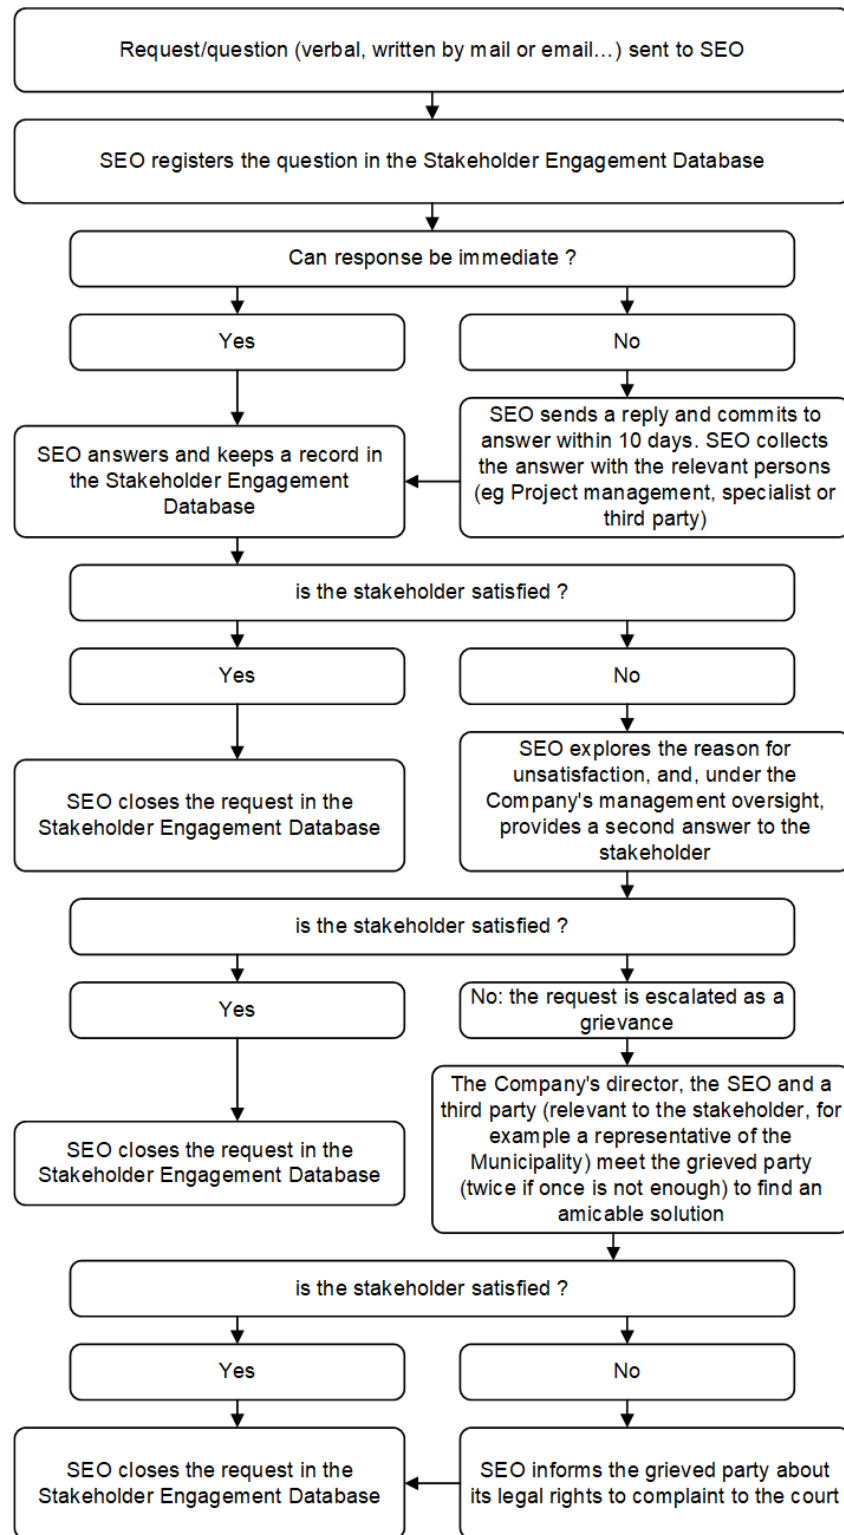 Request/question (verbal, written by mail or email…) sent to SEO
SEO registers the question in the Stakeholder Engagement Database
Can response be immediate ?
Yes
No
SEO answers and keeps a record in
the Stakeholder Engagement
Database
SEO sends a reply and commits to
answer within 10 days. SEO collects
the answer with the relevant persons
(eg Project management, specialist or
third party)
is the stakeholder satisfied ?
Yes
No
SEO closes the request in the
Stakeholder Engagement Database
SEO explores the reason for
unsatisfaction, and, under the
Company's management oversight,
provides a second answer to the
stakeholder
is the stakeholder satisfied ?
Yes
No: the request is escalated as a
grievance
SEO closes the request in the
Stakeholder Engagement Database
The Company's director, the SEO and a
third party (relevant to the stakeholder, for
example a representative of the
Municipality) meet the grieved party
(twice if once is not enough) to find an
amicable solution
is the stakeholder satisfied ?
Yes
No
SEO closes the request in the
Stakeholder Engagement Database
SEO informs the grieved party about
its legal rights to complaint to the court